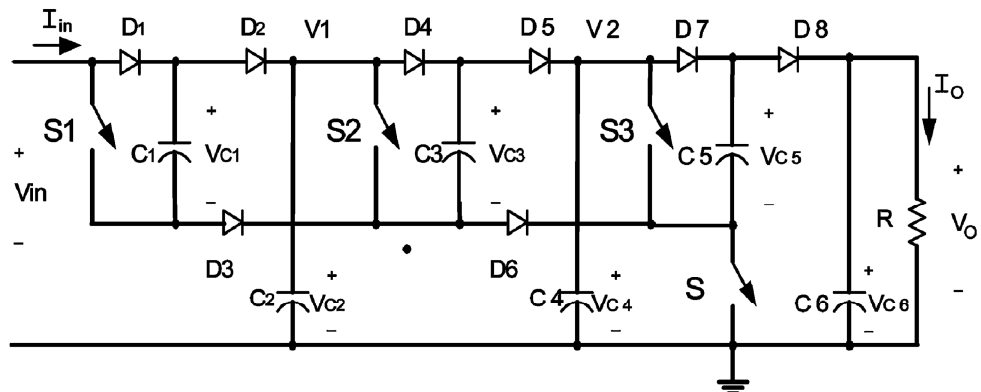 Iin
D1
D2
V1
D4
D5
V2
D7
D8
IO
S1
C1
+
VC1
–
S2
C3
+
VC3
–
S3
C5
+
VC5
–
+
Vin
–
R
+
VO
–
D3
D6
S
C2
+
VC2
–
C4
+
VC4
–
C6
+
VC6
–